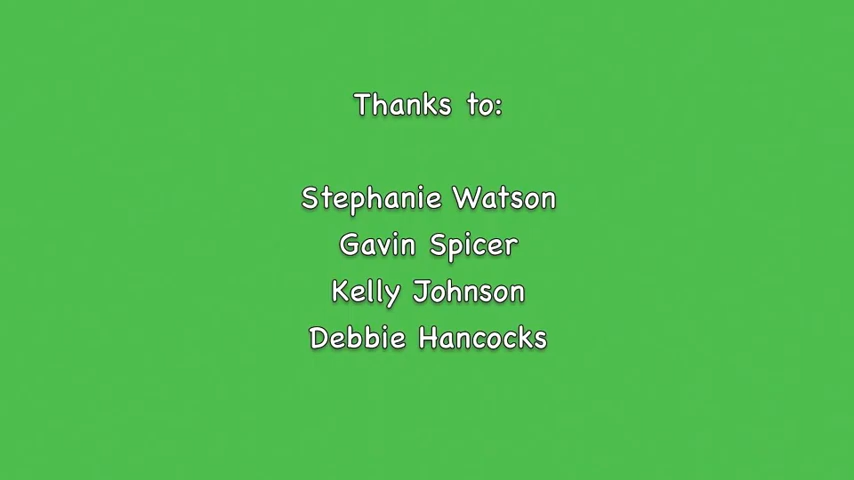 Thanks to:
Stephanie Watson
Gavin Spicer
Kelly Johnson
Debbie Hancocks